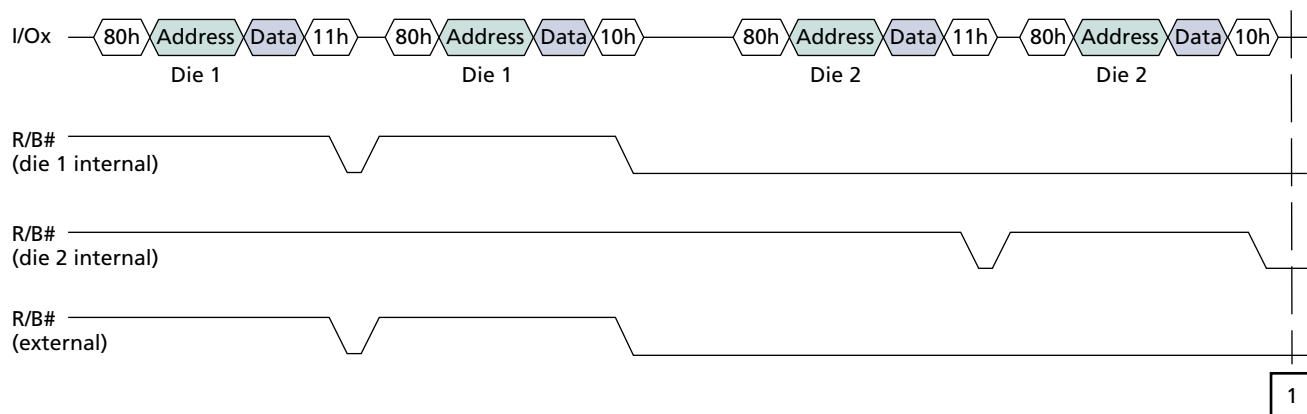 I/Ox 80h Address Data 11h 80h Address Data 10h 80h Address Data 11h 80h Address Data 10h
Die 1 Die 1 Die 2 Die 2
R/B#
(die 1 internal)
R/B#
(die 2 internal)
R/B#
(external)
1